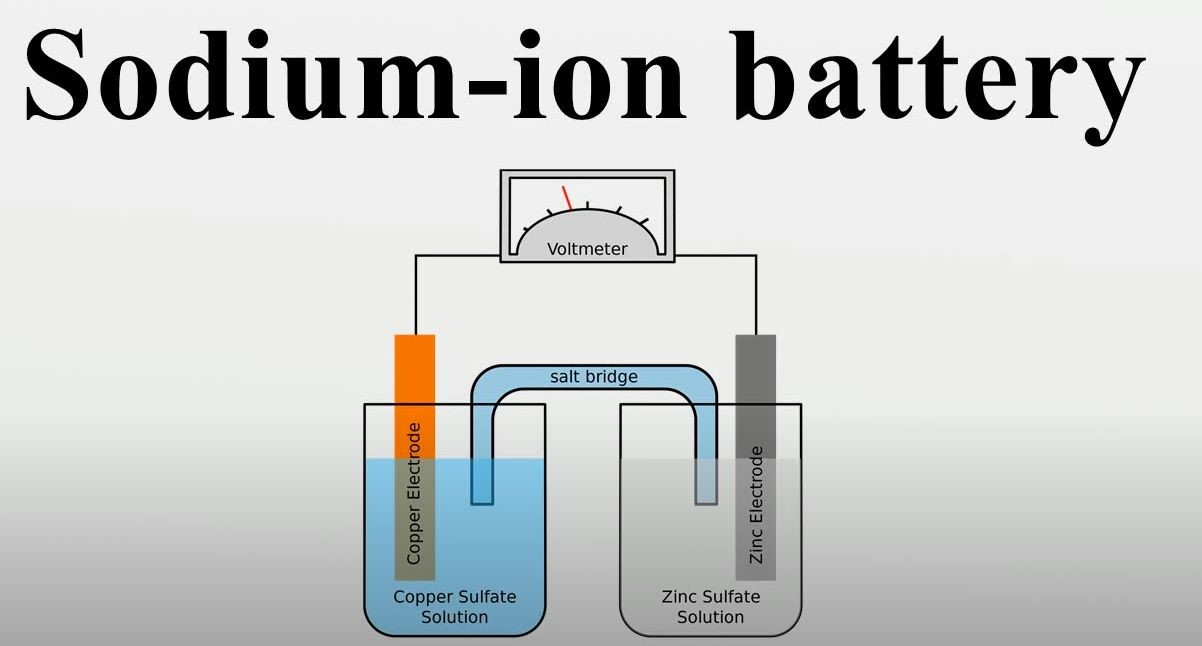 Sodium-ion battery
Voltmeter
salt bridge
Copper Electrode
Zinc Electrode
Copper Sulfate
Solution
Zinc Sulfate
Solution